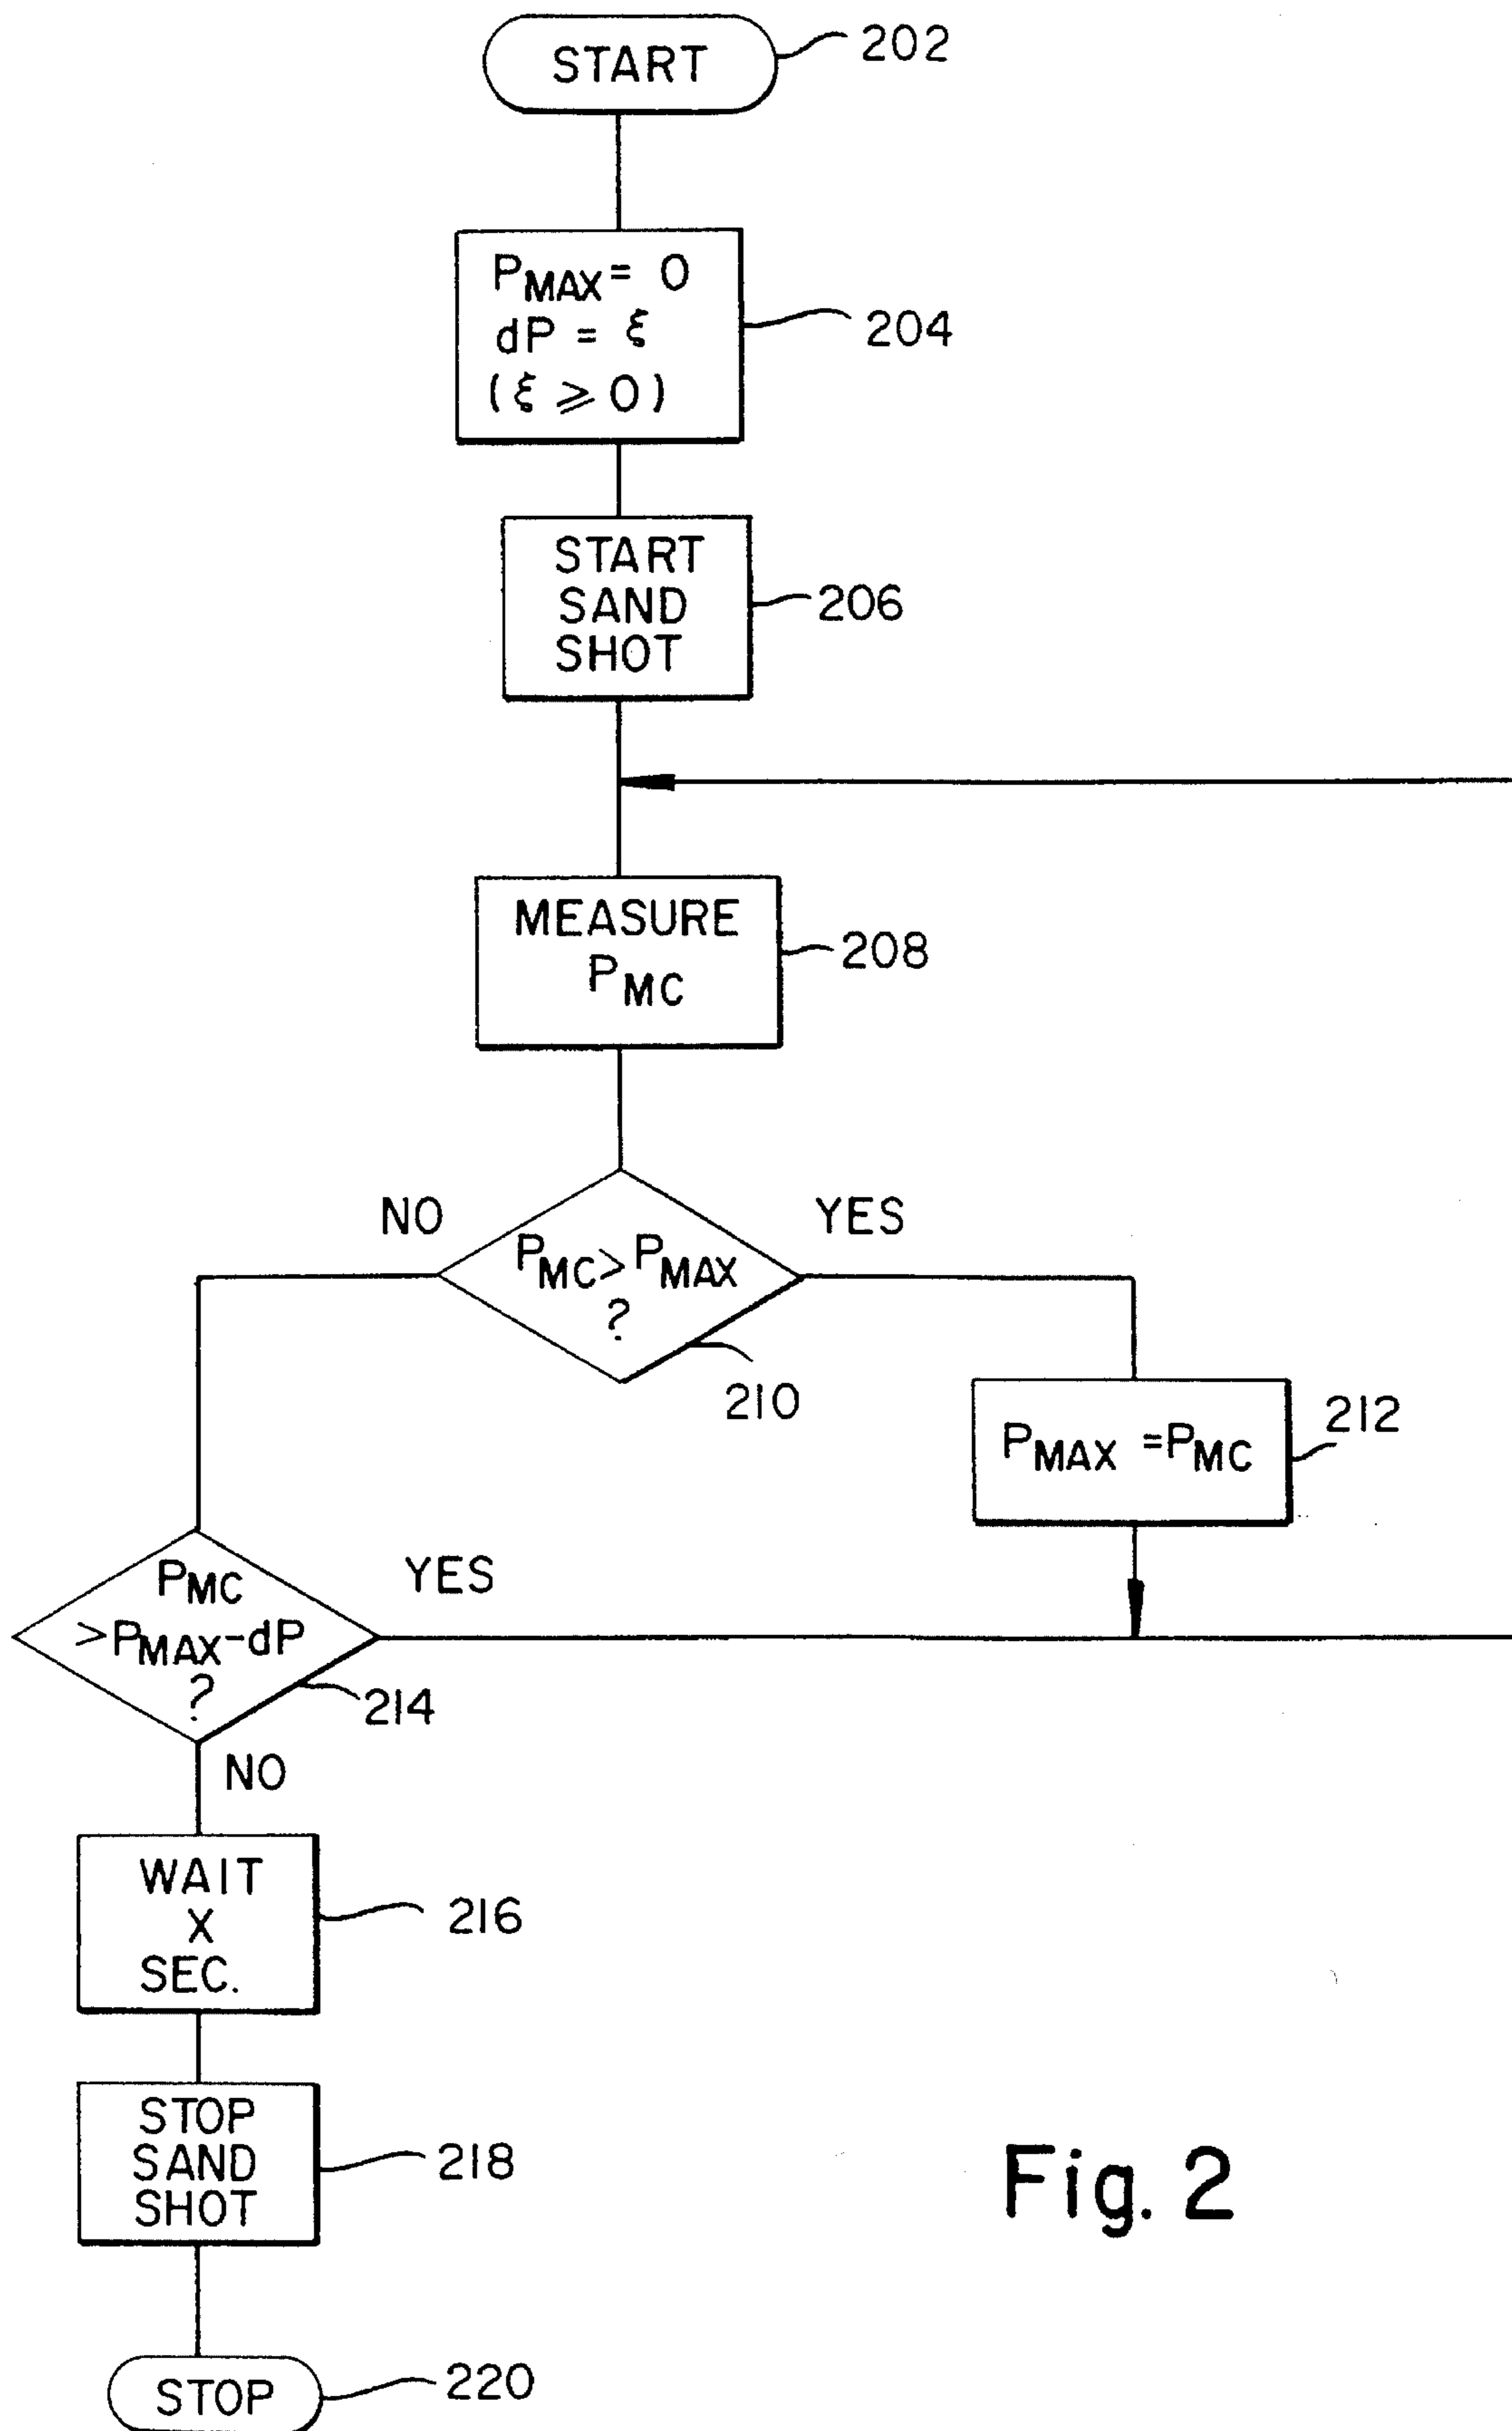 START
202
PMAX = 0
dP = ξ
(ξ ⩾ 0)
204
START
SAND
SHOT
206
MEASURE
PMC
208
NO
YES
PMC > PMAX
?
210
PMAX = PMC
212
PMC
> PMAX - dP
?
YES
214
NO
WAIT
X
SEC.
216
STOP
SAND
SHOT
218
STOP
220
Fig. 2